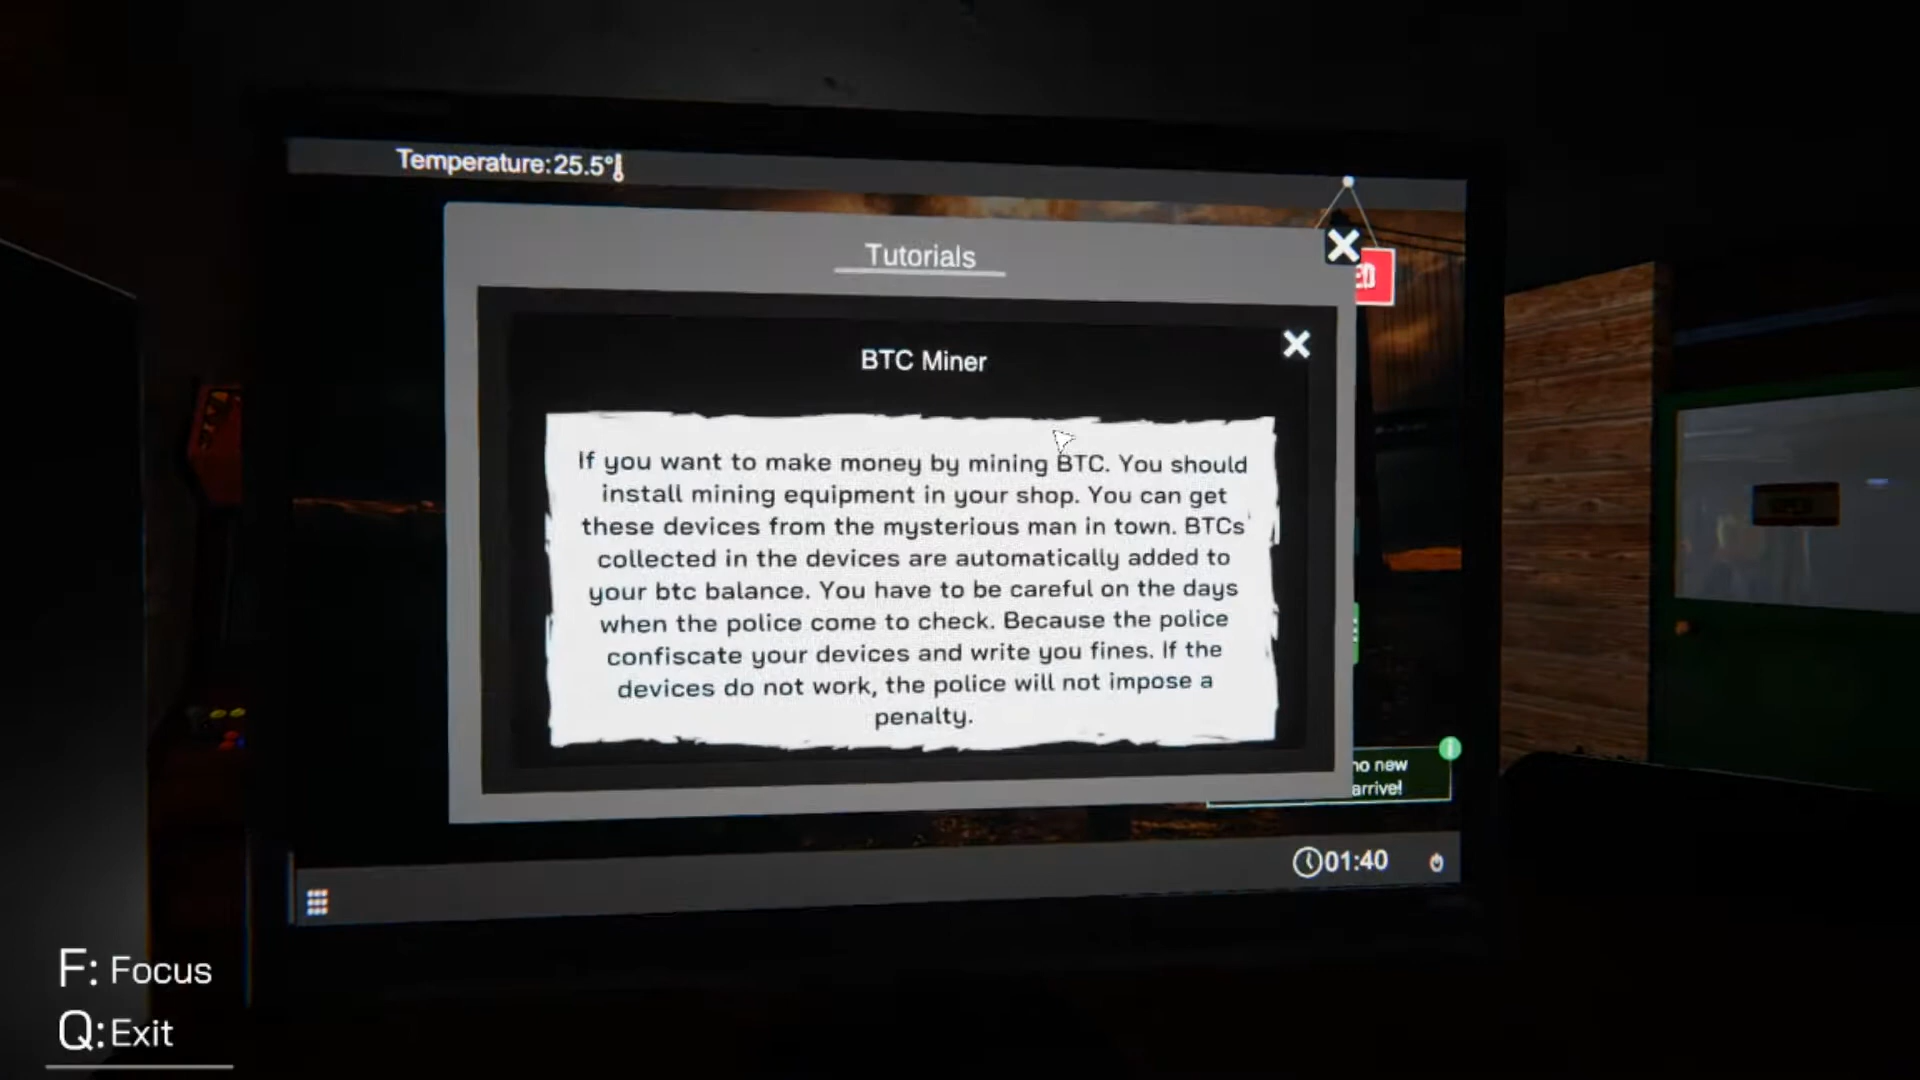 Temperature:25.5°
Tutorials
BTC Miner
If you want to make money by mining BTC. You should
install mining equipment in your shop. You can get
these devices from the mysterious man in town. BTCs
collected in the devices are automatically added to
your btc balance. You have to be careful on the days
when the police come to check. Because the police
confiscate your devices and write you fines. If the
devices do not work, the police will not impose a
penalty.
no new
arrive!
01:40
F: Focus
Q:Exit